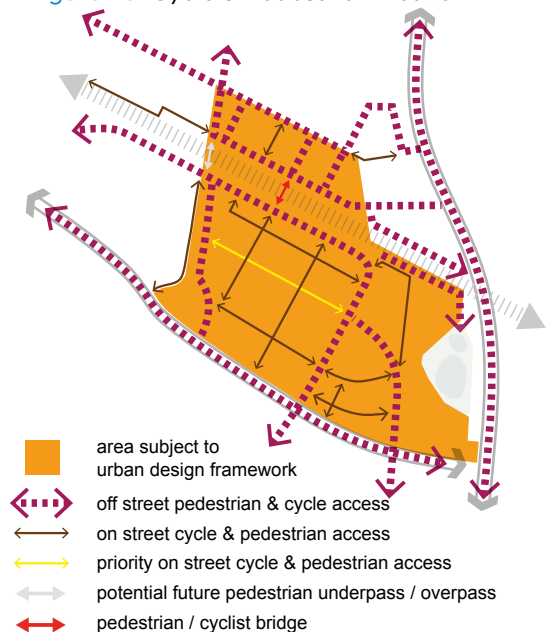 area subject to
urban design framework
off street pedestrian & cycle access
on street cycle & pedestrian access
priority on street cycle & pedestrian access
potential future pedestrian underpass / overpass
pedestrian / cyclist bridge